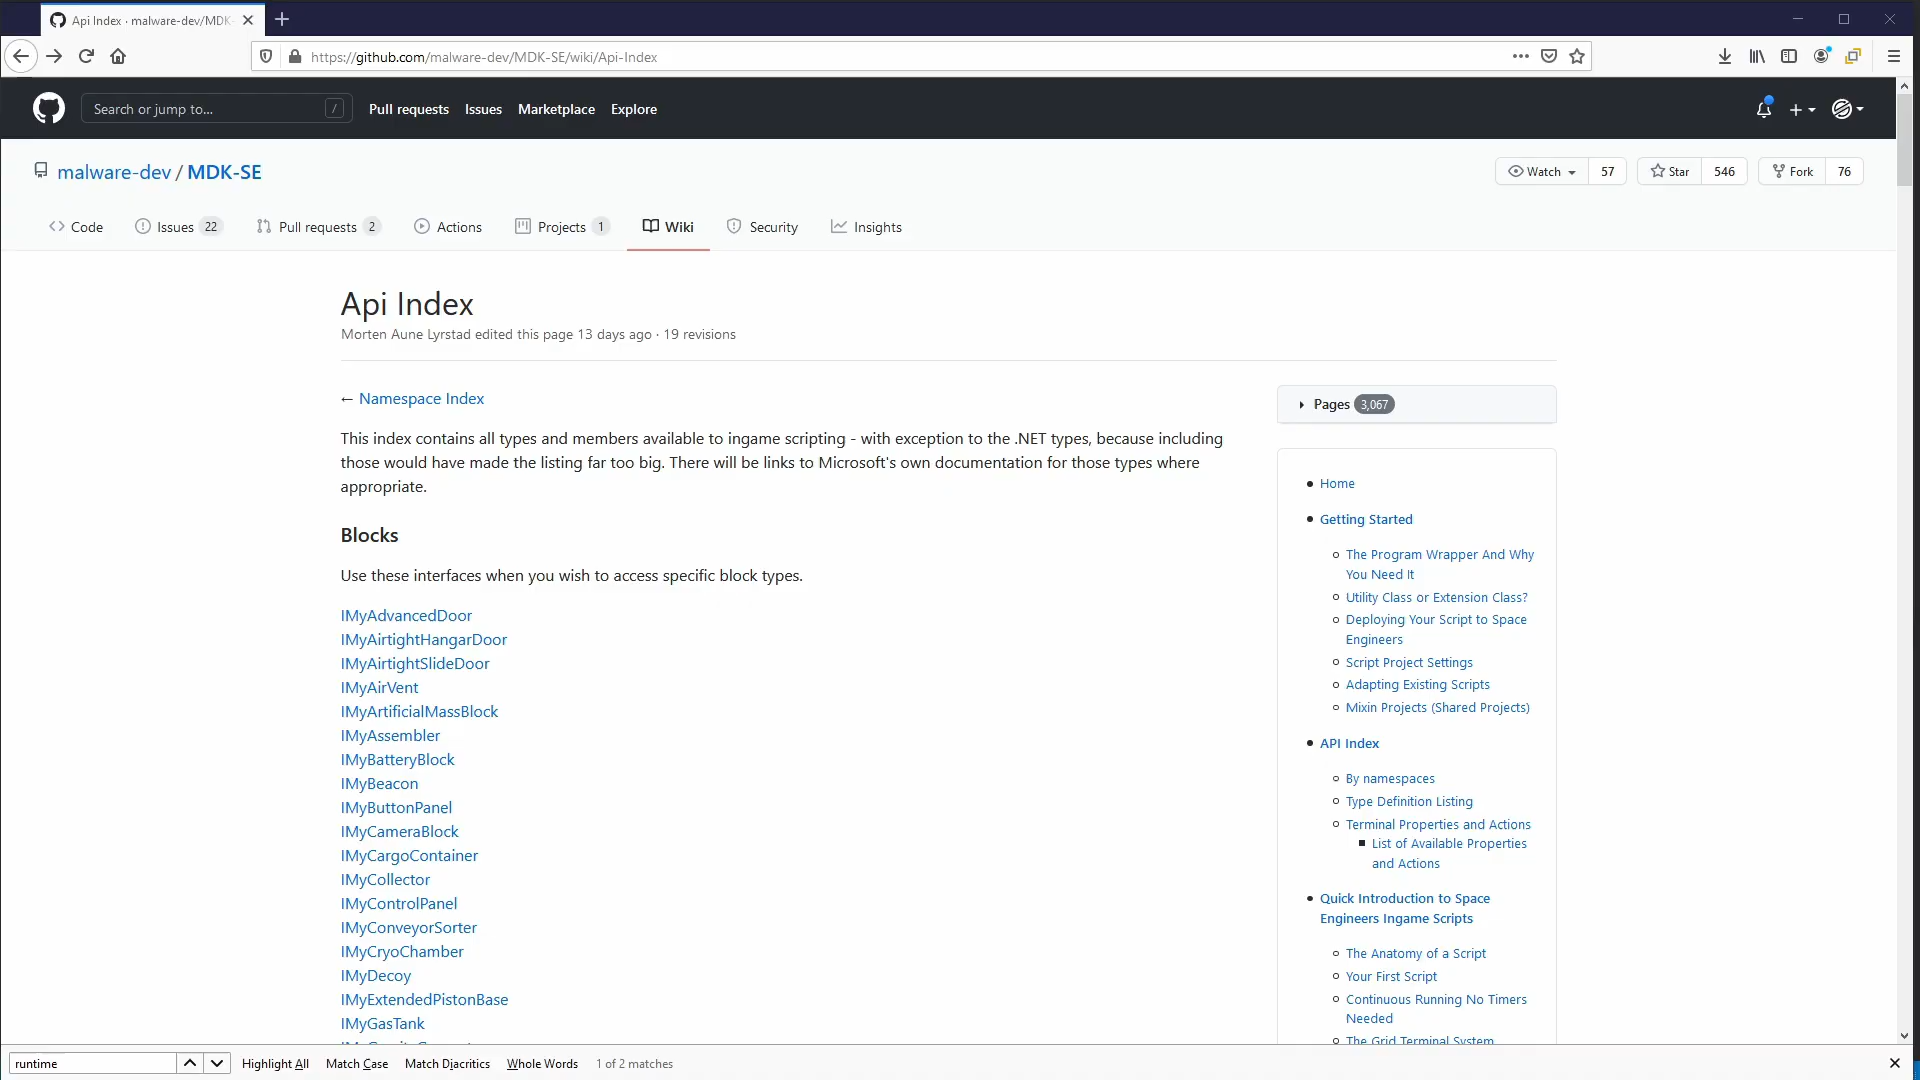 Api Index · malware-dev/MDK-
https://github.com/malware-dev/MDK-SE/wiki/Api-Index
Search or jump to... /
Pull requests Issues Marketplace Explore
malware-dev / MDK-SE
Watch 57 Star 546 Fork 76
Code Issues 22 Pull requests 2 Actions Projects 1 Wiki Security Insights
Api Index
Morten Aune Lyrstad edited this page 13 days ago · 19 revisions
← Namespace Index
This index contains all types and members available to ingame scripting - with exception to the .NET types, because including
those would have made the listing far too big. There will be links to Microsoft's own documentation for those types where
appropriate.
Blocks
Use these interfaces when you wish to access specific block types.
IMyAdvancedDoor
IMyAirtightHangarDoor
IMyAirtightSlideDoor
IMyAirVent
IMyArtificialMassBlock
IMyAssembler
IMyBatteryBlock
IMyBeacon
IMyButtonPanel
IMyCameraBlock
IMyCargoContainer
IMyCollector
IMyControlPanel
IMyConveyorSorter
IMyCryoChamber
IMyDecoy
IMyExtendedPistonBase
IMyGasTank
Pages 3,067
Home
Getting Started
The Program Wrapper And Why
You Need It
Utility Class or Extension Class?
Deploying Your Script to Space
Engineers
Script Project Settings
Adapting Existing Scripts
Mixin Projects (Shared Projects)
API Index
By namespaces
Type Definition Listing
Terminal Properties and Actions
List of Available Properties
and Actions
Quick Introduction to Space
Engineers Ingame Scripts
The Anatomy of a Script
Your First Script
Continuous Running No Timers
Needed
The Grid Terminal System
runtime Highlight All Match Case Match Diacritics Whole Words 1 of 2 matches